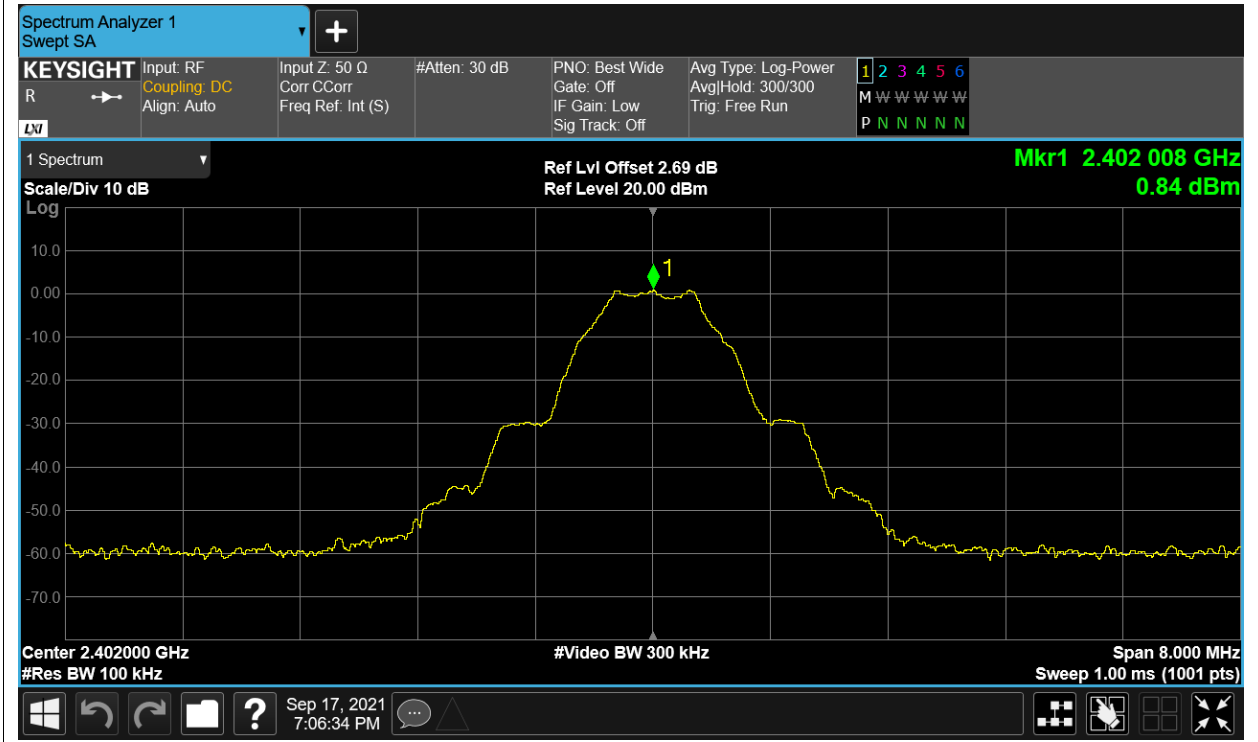 Spectrum Analyzer 1
Swept SA
KEYSIGHT
R
LXI
Input: RF
Coupling: DC
Align: Auto
Input Z: 50 Ω
Corr CCorr
Freq Ref: Int (S)
#Atten: 30 dB
PNO: Best Wide
Gate: Off
IF Gain: Low
Sig Track: Off
Avg Type: Log-Power
Avg|Hold: 300/300
Trig: Free Run
1 2 3 4 5 6
M W W W W W
P N N N N N
1 Spectrum
Scale/Div 10 dB
Ref Lvl Offset 2.69 dB
Ref Level 20.00 dBm
Mkr1 2.402 008 GHz
0.84 dBm
Log
10.0
0.00
-10.0
-20.0
-30.0
-40.0
-50.0
-60.0
-70.0
1
Center 2.402000 GHz
#Video BW 300 kHz
Span 8.000 MHz
#Res BW 100 kHz
Sweep 1.00 ms (1001 pts)
?
Sep 17, 2021
7:06:34 PM